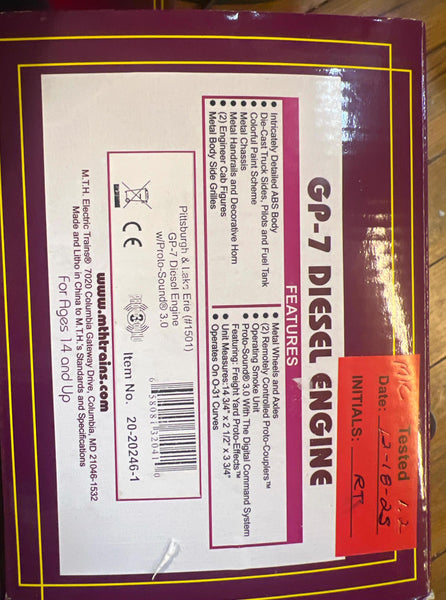 GP-7 DIESEL ENGINE
FEATURES
• Intricately Detailed ABS Body
• Die-Cast Truck Sides, Pilots and Fuel Tank
• Colorful Paint Scheme
• Metal Chassis
• Metal Handrails and Decorative Horn
• (2) Engineer Cab Figures
• Metal Body Side Grilles
• Metal Wheels and Axles
• (2) Remotely Controlled Proto-Couplers™
• Operating Smoke Unit
• Proto-Sound® 3.0 With The Digital Command System
Featuring: Freight Yard Proto-Effects™
• Unit Measures: 14 3/4" x 2 1/2" x 3 3/4"
• Operates On O-31 Curves
Pittsburgh & Lake Erie (#1501)
GP-7 Diesel Engine
w/Proto-Sound® 3.0
CE
3
Item No. 20-20246-1
www.mthtrains.com
M.T.H. Electric Trains® 7020 Columbia Gateway Drive, Columbia, MD 21046-1532
Made and Litho in China to M.T.H.'s Standards and Specifications
For Ages 14 and Up
Tested 1.2
Date: 12-18-23
INITIALS: RR